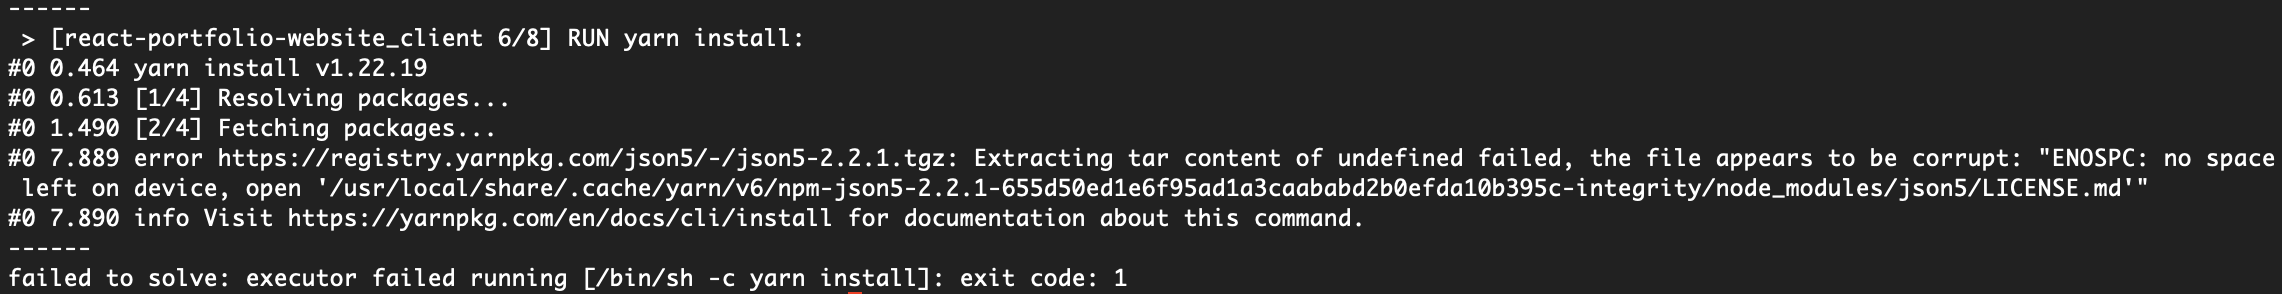 ------
 > [react-portfolio-website_client 6/8] RUN yarn install:
#0 0.464 yarn install v1.22.19
#0 0.613 [1/4] Resolving packages...
#0 1.490 [2/4] Fetching packages...
#0 7.889 error https://registry.yarnpkg.com/json5/-/json5-2.2.1.tgz: Extracting tar content of undefined failed, the file appears to be corrupt: "ENOSPC: no space
 left on device, open '/usr/local/share/.cache/yarn/v6/npm-json5-2.2.1-655d50ed1e6f95ad1a3caababd2b0efda10b395c-integrity/node_modules/json5/LICENSE.md'"
#0 7.890 info Visit https://yarnpkg.com/en/docs/cli/install for documentation about this command.
------
failed to solve: executor failed running [/bin/sh -c yarn install]: exit code: 1